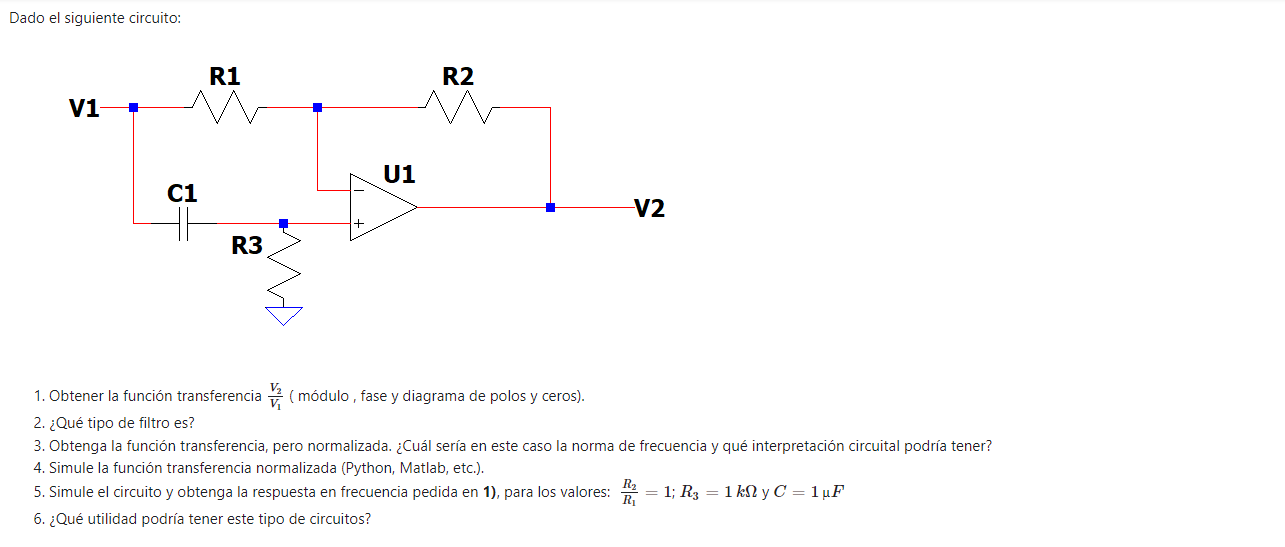 Dado el siguiente circuito:
R1 R2
V1
U1
C1
−
V2
+
R3
1. Obtener la función transferencia $\frac{V_2}{V_1}$ ( módulo , fase y diagrama de polos y ceros).
2. ¿Qué tipo de filtro es?
3. Obtenga la función transferencia, pero normalizada. ¿Cuál sería en este caso la norma de frecuencia y qué interpretación circuital podría tener?
4. Simule la función transferencia normalizada (Python, Matlab, etc.).
5. Simule el circuito y obtenga la respuesta en frecuencia pedida en 1), para los valores: $\frac{R_2}{R_1} = 1; R_3 = 1\,k\Omega$ y $C = 1\,\mu F$
6. ¿Qué utilidad podría tener este tipo de circuitos?